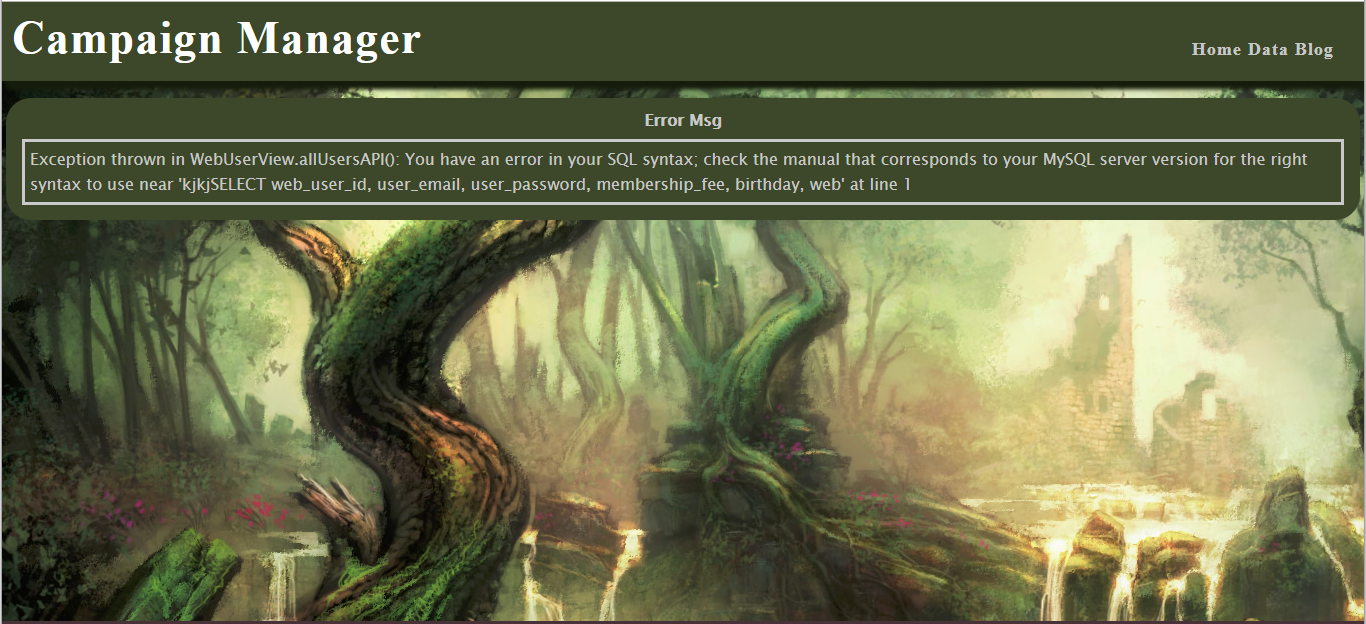 Campaign Manager
Home Data Blog
Error Msg
Exception thrown in WebUserView.allUsersAPI(): You have an error in your SQL syntax; check the manual that corresponds to your MySQL server version for the right
syntax to use near 'kjkjSELECT web_user_id, user_email, user_password, membership_fee, birthday, web' at line 1